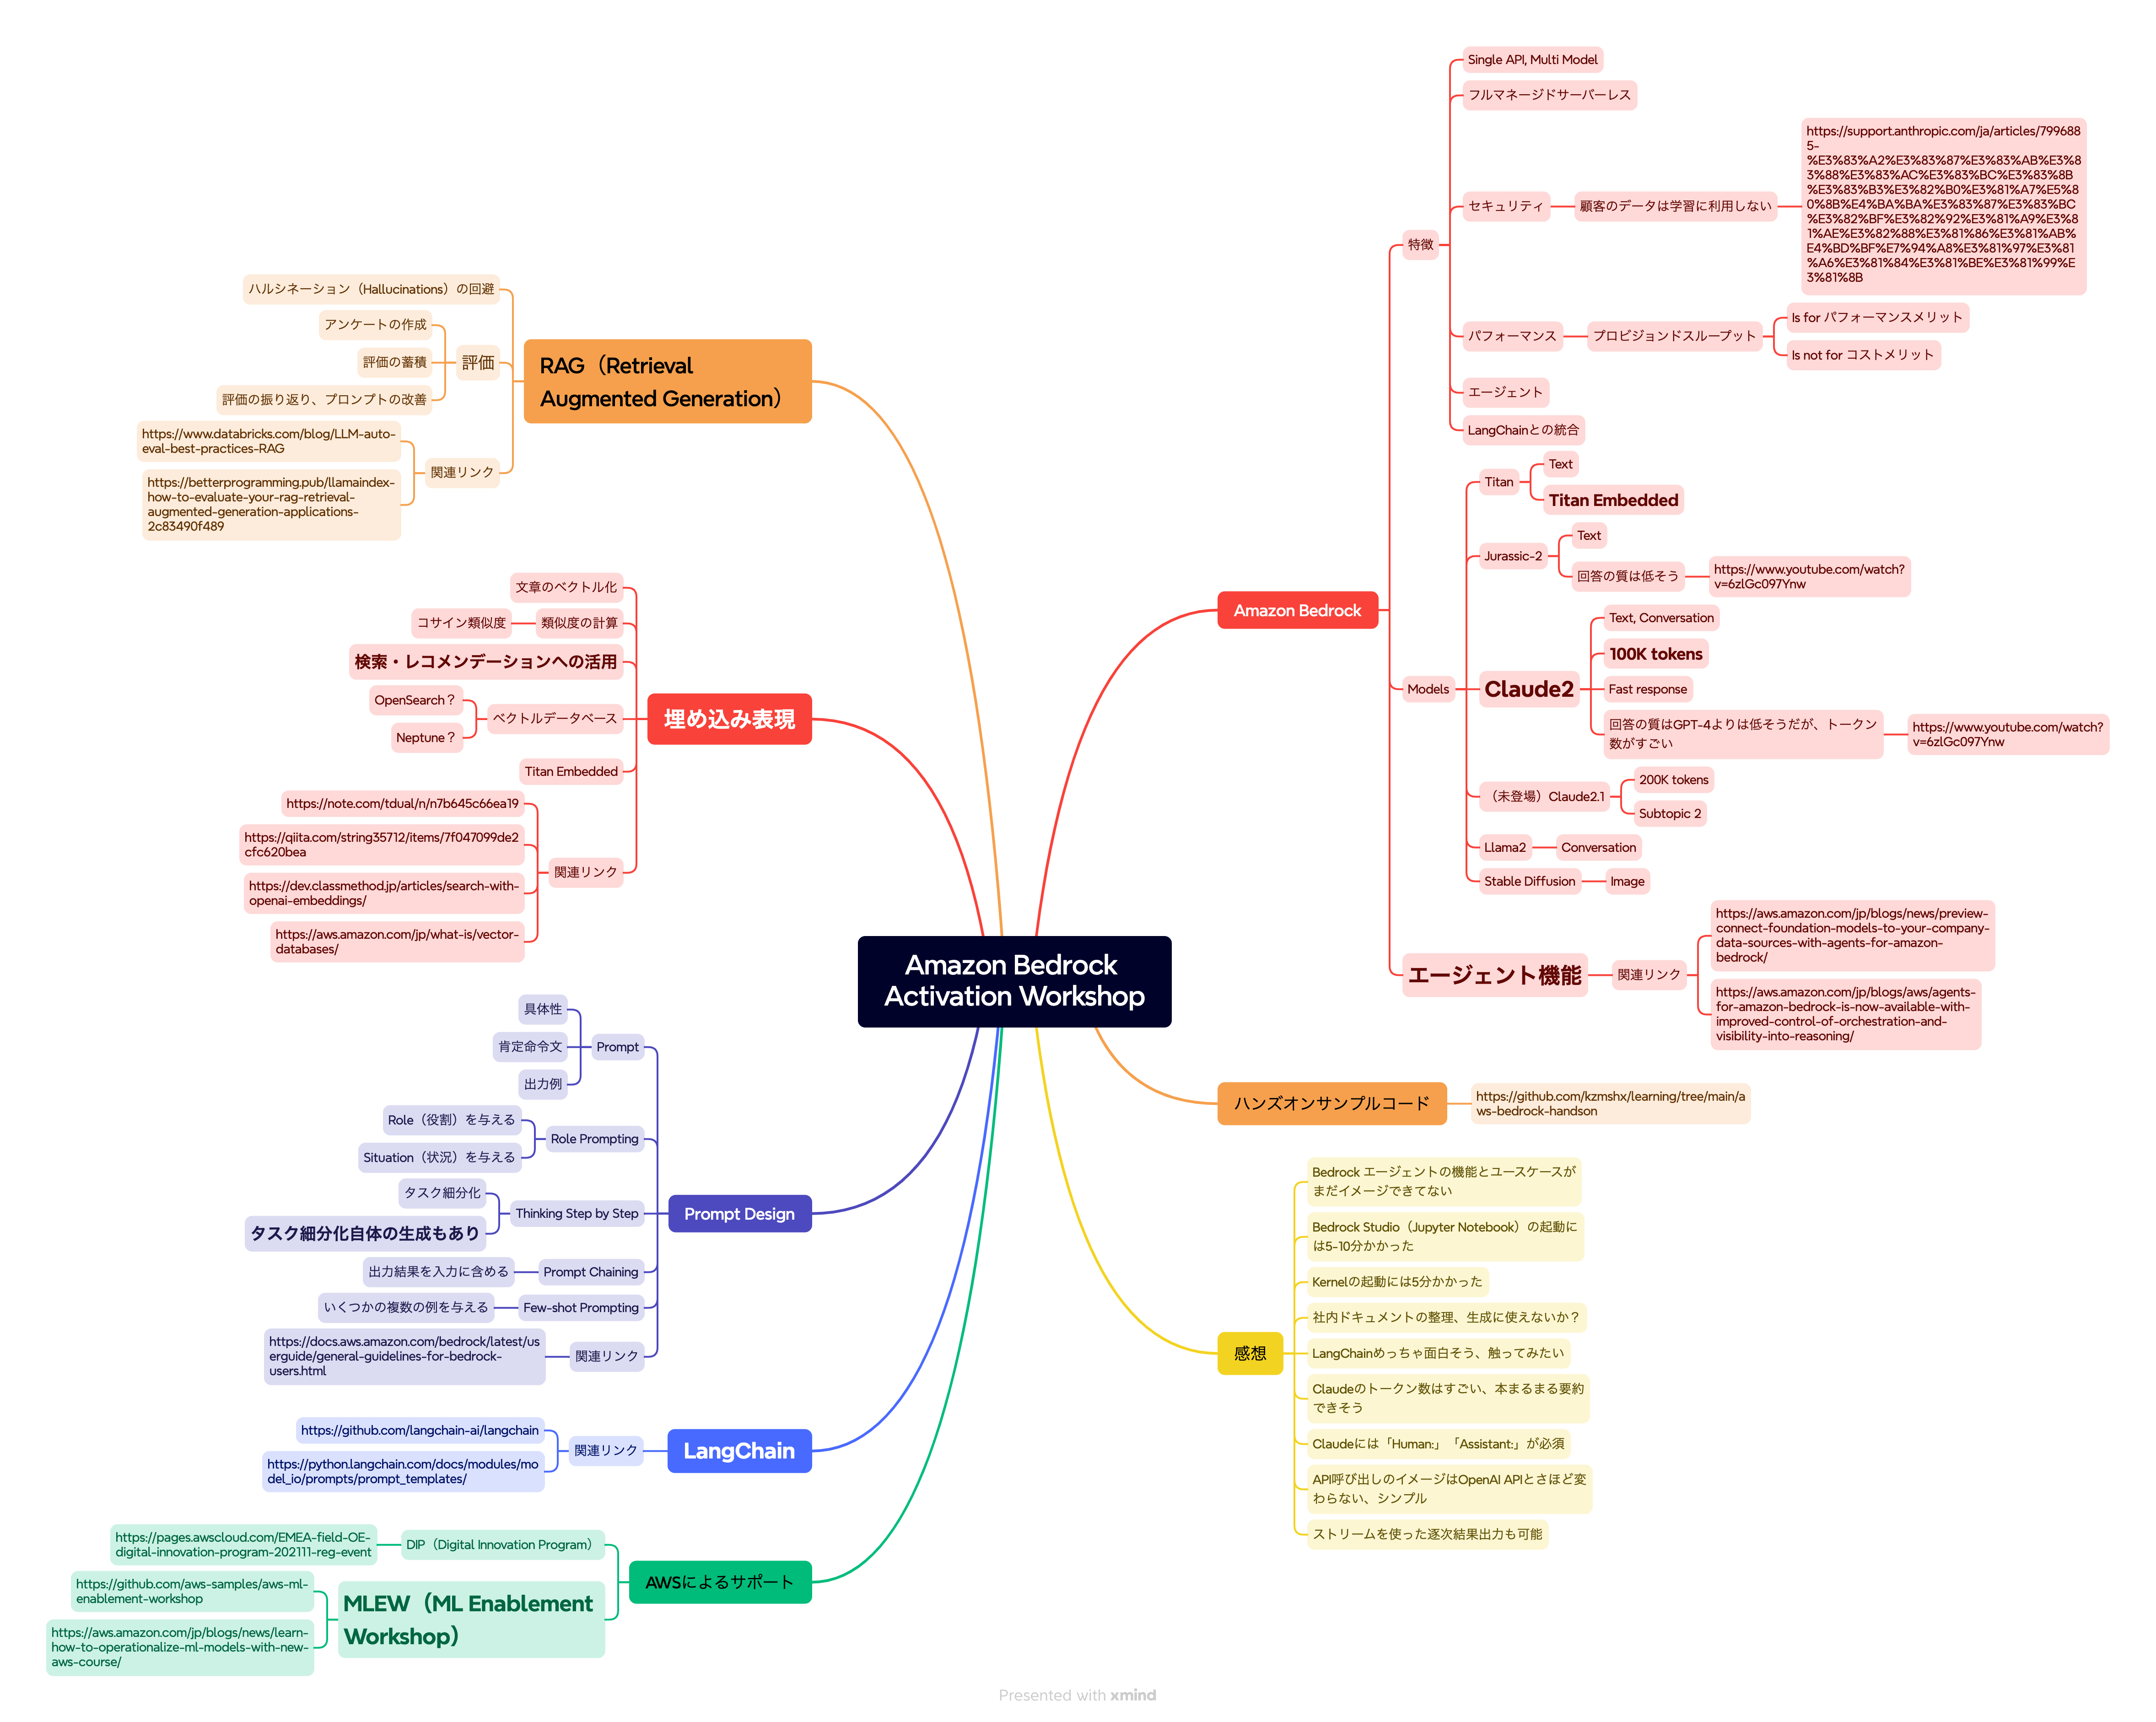 Amazon Bedrock
Activation Workshop
Amazon Bedrock
特徴
Single API, Multi Model
フルマネージドサーバーレス
セキュリティ
顧客のデータは学習に利用しない
https://support.anthropic.com/ja/articles/799688
5-
%E3%83%A2%E3%83%87%E3%83%AB%E3%8
3%88%E3%83%AC%E3%83%BC%E3%83%8B
%E3%83%B3%E3%82%B0%E3%81%A7%E5%8
0%8B%E4%BA%BA%E3%83%87%E3%83%BC
%E3%82%BF%E3%82%92%E3%81%A9%E3%8
1%AE%E3%82%88%E3%81%86%E3%81%AB%
E4%BD%BF%E7%94%A8%E3%81%97%E3%81
%A6%E3%81%84%E3%81%BE%E3%81%99%E
3%81%8B
パフォーマンス
プロビジョンドスループット
Is for パフォーマンスメリット
Is not for コストメリット
エージェント
LangChainとの統合
Models
Titan
Text
Titan Embedded
Jurassic-2
Text
回答の質は低そう
https://www.youtube.com/watch?
v=6zlGc097Ynw
Claude2
Text, Conversation
100K tokens
Fast response
回答の質はGPT-4よりは低そうだが、トークン
数がすごい
https://www.youtube.com/watch?
v=6zlGc097Ynw
（未登場）Claude2.1
200K tokens
Subtopic 2
Llama2
Conversation
Stable Diffusion
Image
エージェント機能
関連リンク
https://aws.amazon.com/jp/blogs/news/preview-
connect-foundation-models-to-your-company-
data-sources-with-agents-for-amazon-
bedrock/
https://aws.amazon.com/jp/blogs/aws/agents-
for-amazon-bedrock-is-now-available-with-
improved-control-of-orchestration-and-
visibility-into-reasoning/
ハンズオンサンプルコード
https://github.com/kzmshx/learning/tree/main/a
ws-bedrock-handson
感想
Bedrock エージェントの機能とユースケースが
まだイメージできてない
Bedrock Studio（Jupyter Notebook）の起動に
は5-10分かかった
Kernelの起動には5分かかった
社内ドキュメントの整理、生成に使えないか？
LangChainめっちゃ面白そう、触ってみたい
Claudeのトークン数はすごい、本まるまる要約
できそう
Claudeには「Human:」「Assistant:」が必須
API呼び出しのイメージはOpenAI APIとさほど変
わらない、シンプル
ストリームを使った逐次結果出力も可能
RAG（Retrieval
Augmented Generation）
ハルシネーション（Hallucinations）の回避
評価
アンケートの作成
評価の蓄積
評価の振り返り、プロンプトの改善
関連リンク
https://www.databricks.com/blog/LLM-auto-
eval-best-practices-RAG
https://betterprogramming.pub/llamaindex-
how-to-evaluate-your-rag-retrieval-
augmented-generation-applications-
2c83490f489
埋め込み表現
文章のベクトル化
類似度の計算
コサイン類似度
検索・レコメンデーションへの活用
ベクトルデータベース
OpenSearch？
Neptune？
Titan Embedded
関連リンク
https://note.com/tdual/n/n7b645c66ea19
https://qiita.com/string35712/items/7f047099de2
cfc620bea
https://dev.classmethod.jp/articles/search-with-
openai-embeddings/
https://aws.amazon.com/jp/what-is/vector-
databases/
Prompt Design
Prompt
具体性
肯定命令文
出力例
Role Prompting
Role（役割）を与える
Situation（状況）を与える
Thinking Step by Step
タスク細分化
タスク細分化自体の生成もあり
Prompt Chaining
出力結果を入力に含める
Few-shot Prompting
いくつかの複数の例を与える
関連リンク
https://docs.aws.amazon.com/bedrock/latest/us
erguide/general-guidelines-for-bedrock-
users.html
LangChain
関連リンク
https://github.com/langchain-ai/langchain
https://python.langchain.com/docs/modules/mo
del_io/prompts/prompt_templates/
AWSによるサポート
DIP（Digital Innovation Program）
https://pages.awscloud.com/EMEA-field-OE-
digital-innovation-program-202111-reg-event
MLEW（ML Enablement
Workshop）
https://github.com/aws-samples/aws-ml-
enablement-workshop
https://aws.amazon.com/jp/blogs/news/learn-
how-to-operationalize-ml-models-with-new-
aws-course/
Presented with xmind